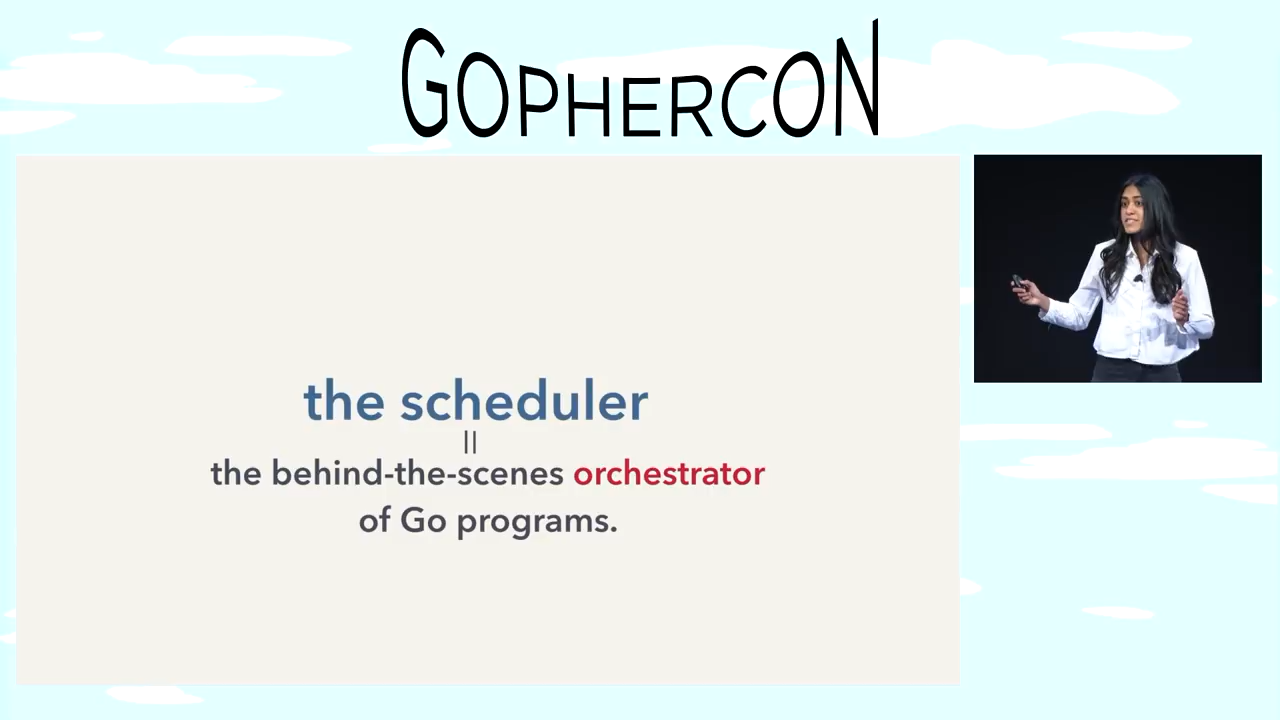 GOPHERCON
the scheduler
||
the behind-the-scenes orchestrator
of Go programs.